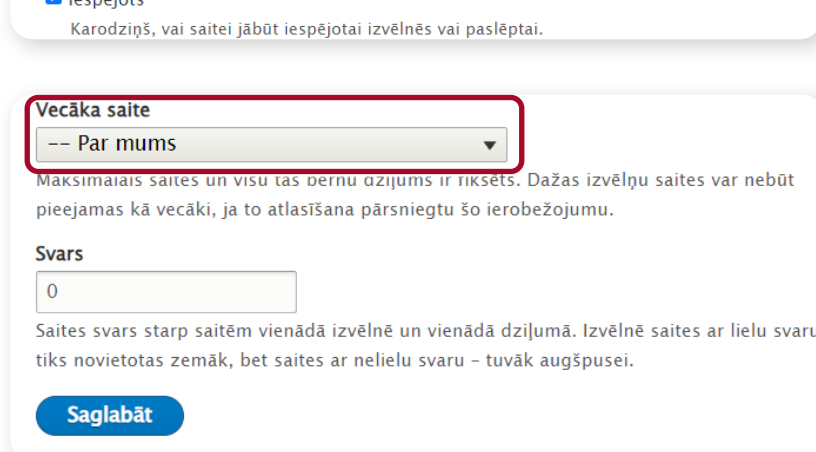 Iespējots
Karodziņš, vai saitei jābūt iespējotai izvēlnēs vai paslēptai.
Vecāka saite
-- Par mums
Maksimālais saites un visu tās bērnu dziļums ir fiksēts. Dažas izvēlņu saites var nebūt
pieejamas kā vecāki, ja to atlasīšana pārsniegtu šo ierobežojumu.
Svars
0
Saites svars starp saitēm vienādā izvēlnē un vienādā dziļumā. Izvēlnē saites ar lielu svaru
tiks novietotas zemāk, bet saites ar nelielu svaru – tuvāk augšpusei.
Saglabāt